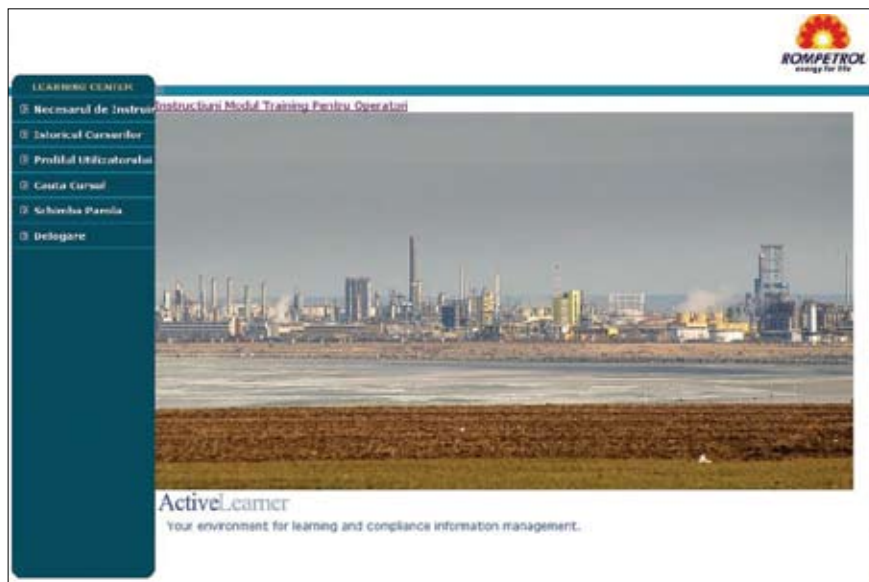 ROMPETROL
energy for life
LEARNING CENTER
Necesarul de Instruir
Instructiuni Modul Training Pentru Operatori
Istoricul Cursurilor
Profilul Utilizatorului
Cauta Cursul
Schimba Parola
Delogare
ActiveLearner
Your environment for learning and compliance information management.